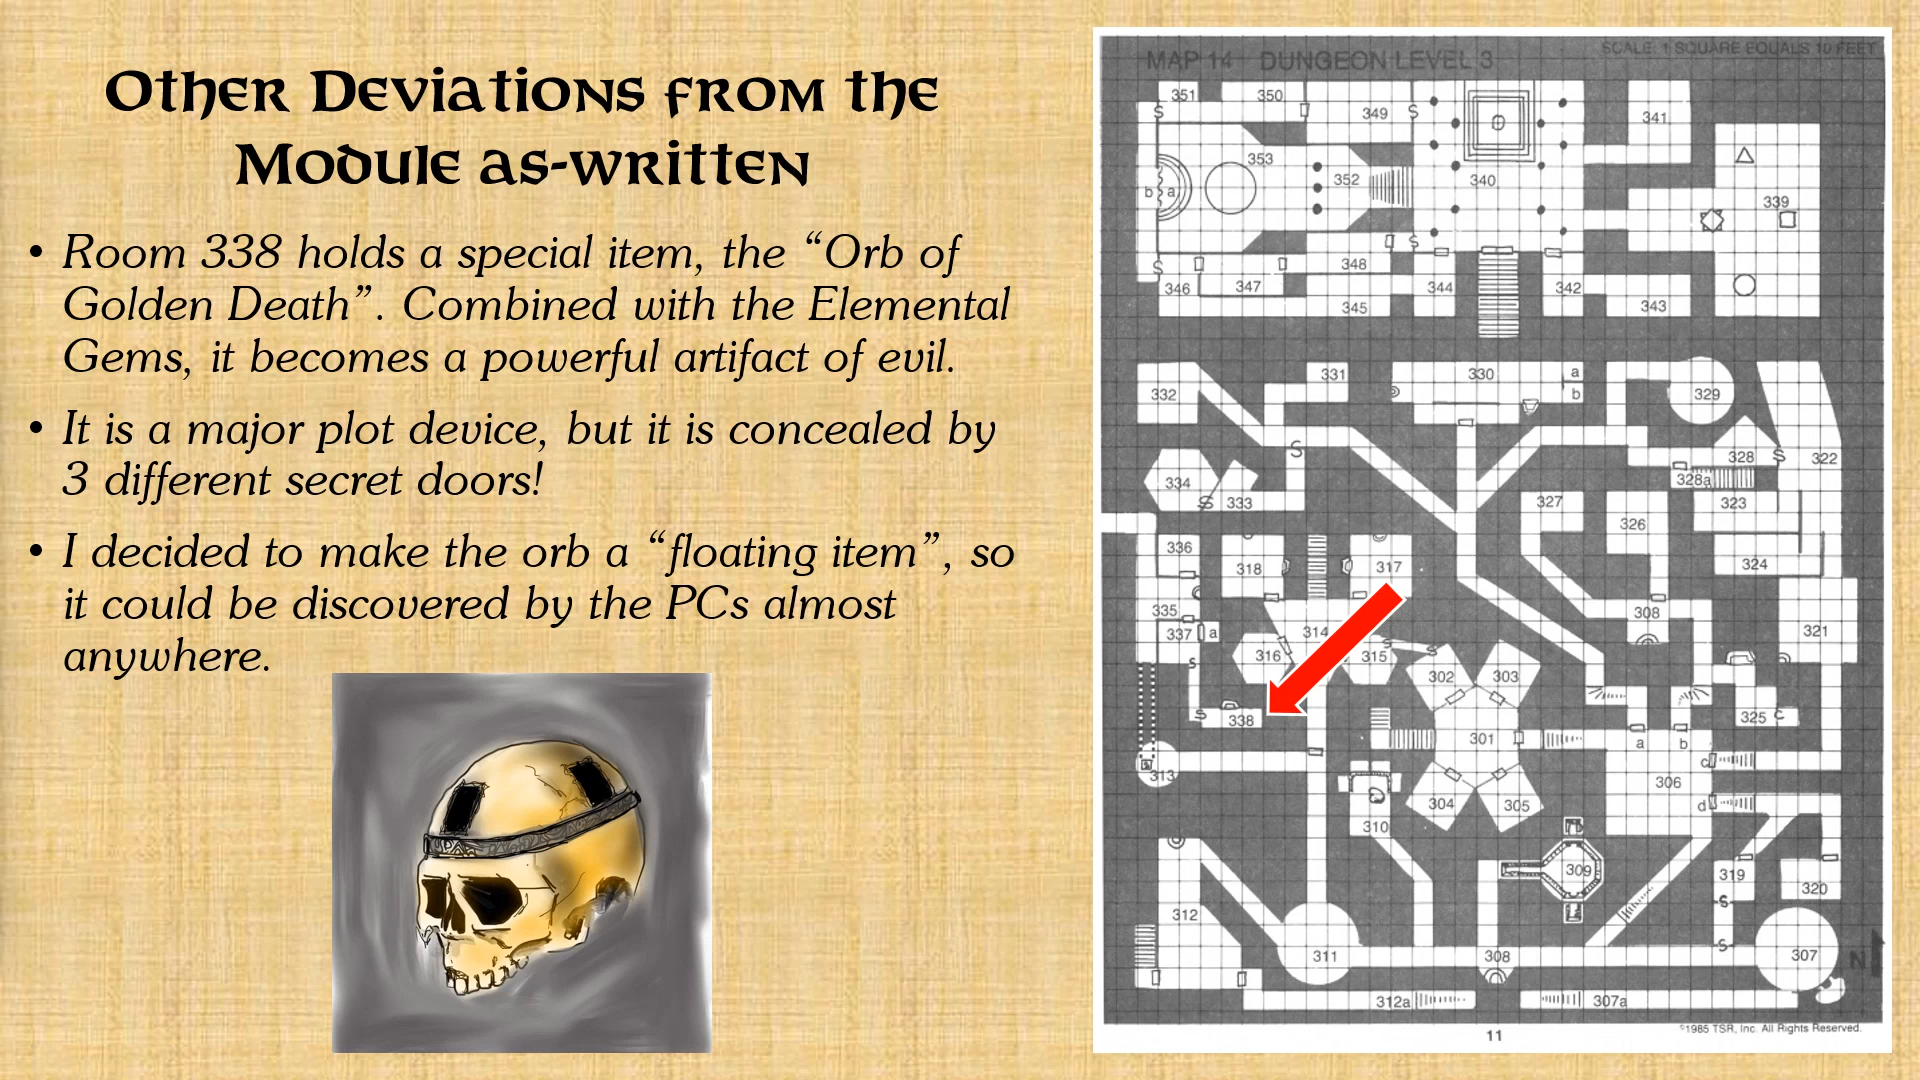 Other Deviations from the
Module as-written
• Room 338 holds a special item, the “Orb of
Golden Death”. Combined with the Elemental
Gems, it becomes a powerful artifact of evil.
• It is a major plot device, but it is concealed by
3 different secret doors!
• I decided to make the orb a “floating item”, so
it could be discovered by the PCs almost
anywhere.
MAP 14 DUNGEON LEVEL 3
SCALE: 1 SQUARE EQUALS 10 FEET
351 350
S 349 S 341
353
b a 352 340
339
S
S 348
346 347 344 342
345 343
331 330 a
332 b 329
S 328 S 322
334 328a
S 333 327 323
326
336 324
318 317
335 308
337 a 314 321
316 315 S
S 302 303
S 338 325 C
301 a b
313 c
306
304 305 d
310
309 319 320
312 S
S
311 308 307
N
312a 307a
©1985 TSR, Inc. All Rights Reserved.
11